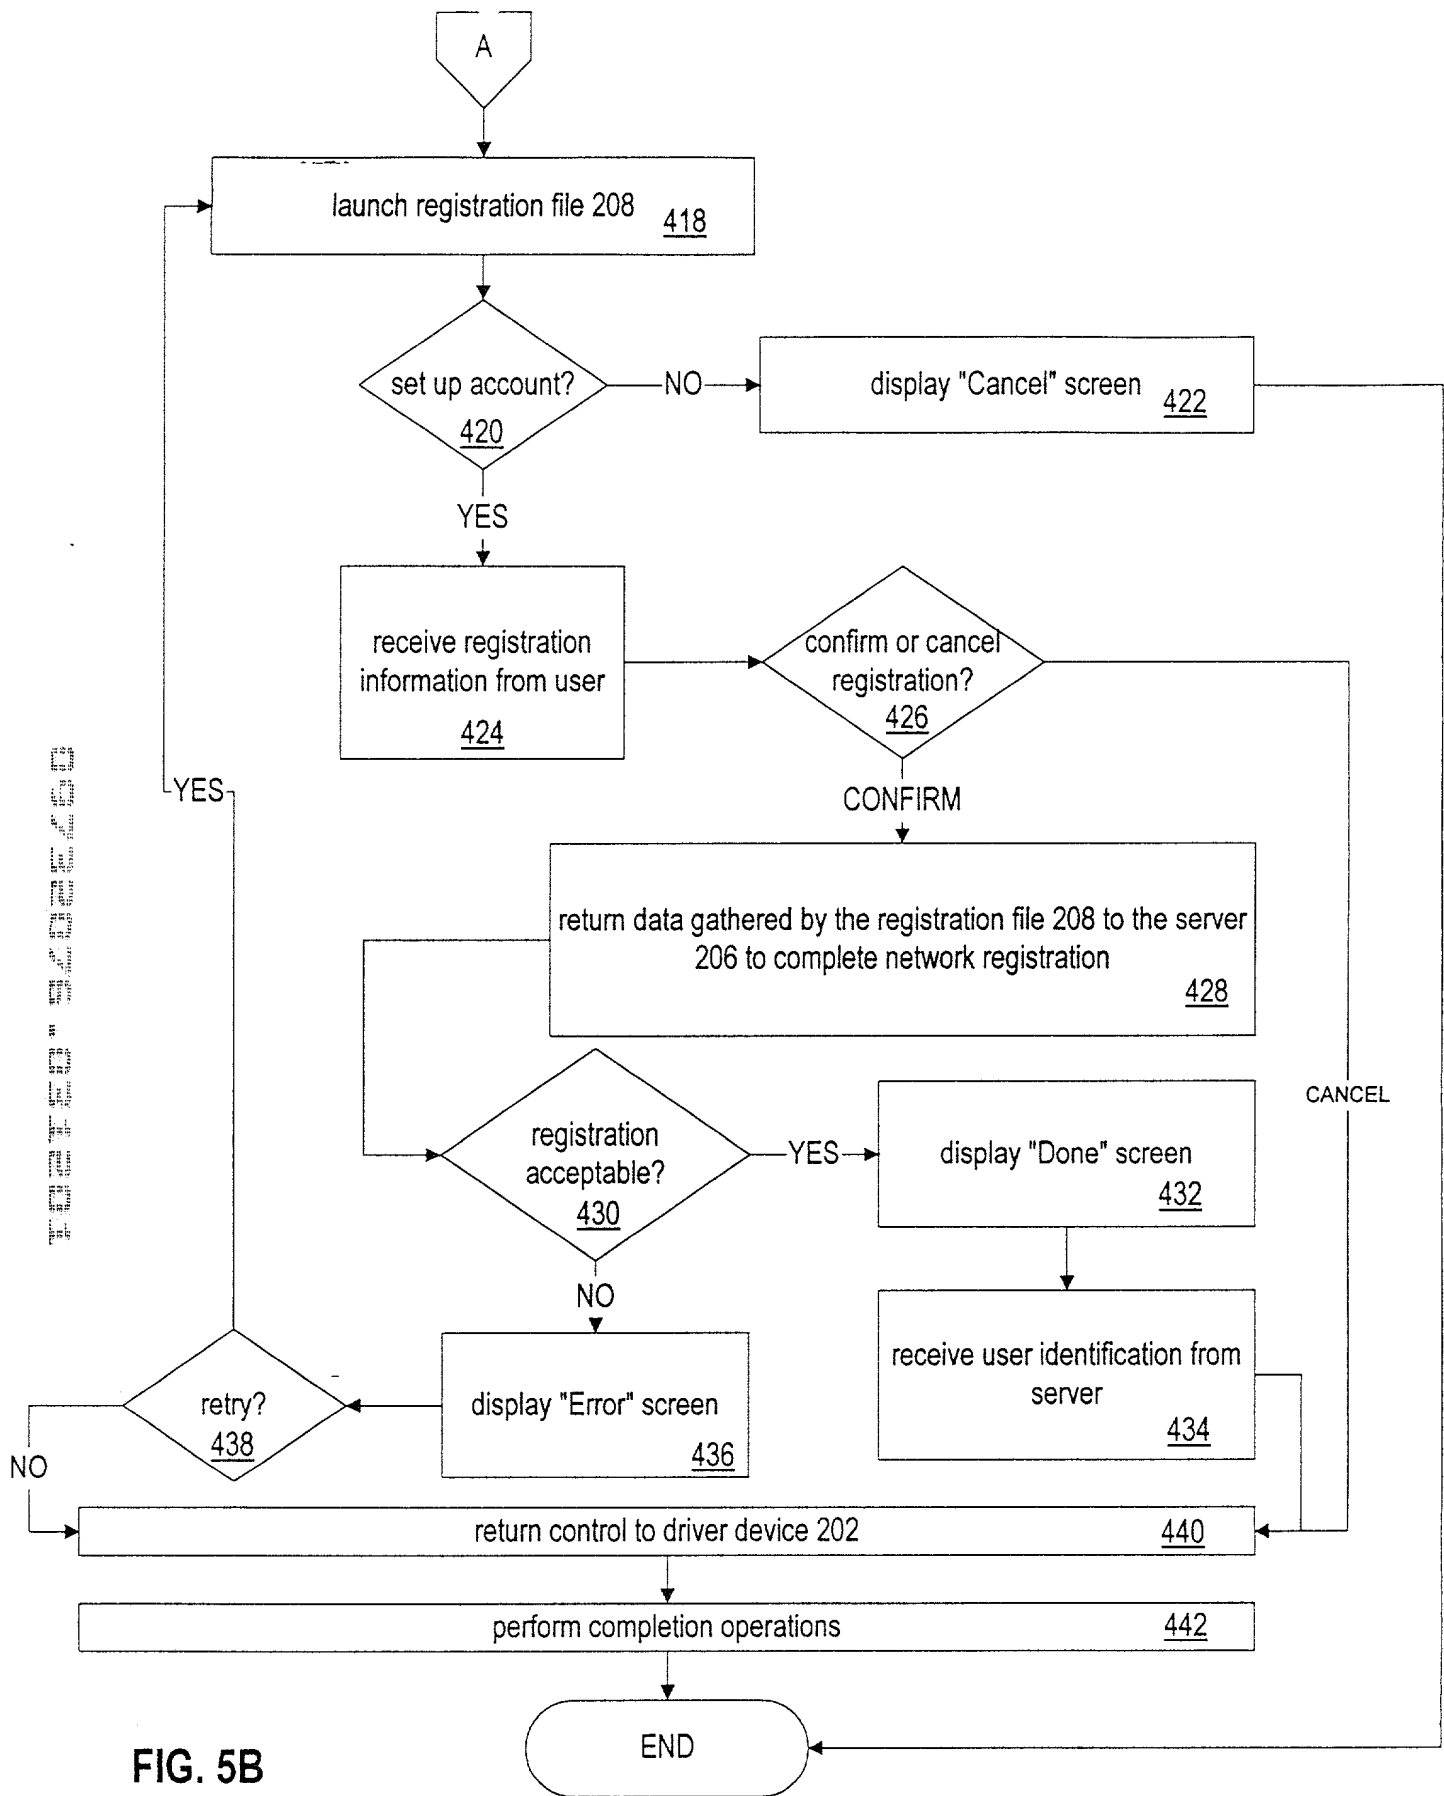 A
launch registration file 208
418
set up account?
420
NO
display "Cancel" screen
422
YES
receive registration
information from user
424
confirm or cancel
registration?
426
CONFIRM
CANCEL
return data gathered by the registration file 208 to the server
206 to complete network registration
428
registration
acceptable?
430
YES
display "Done" screen
432
receive user identification from
server
434
NO
display "Error" screen
436
retry?
438
YES
NO
return control to driver device 202
440
perform completion operations
442
END
FIG. 5B